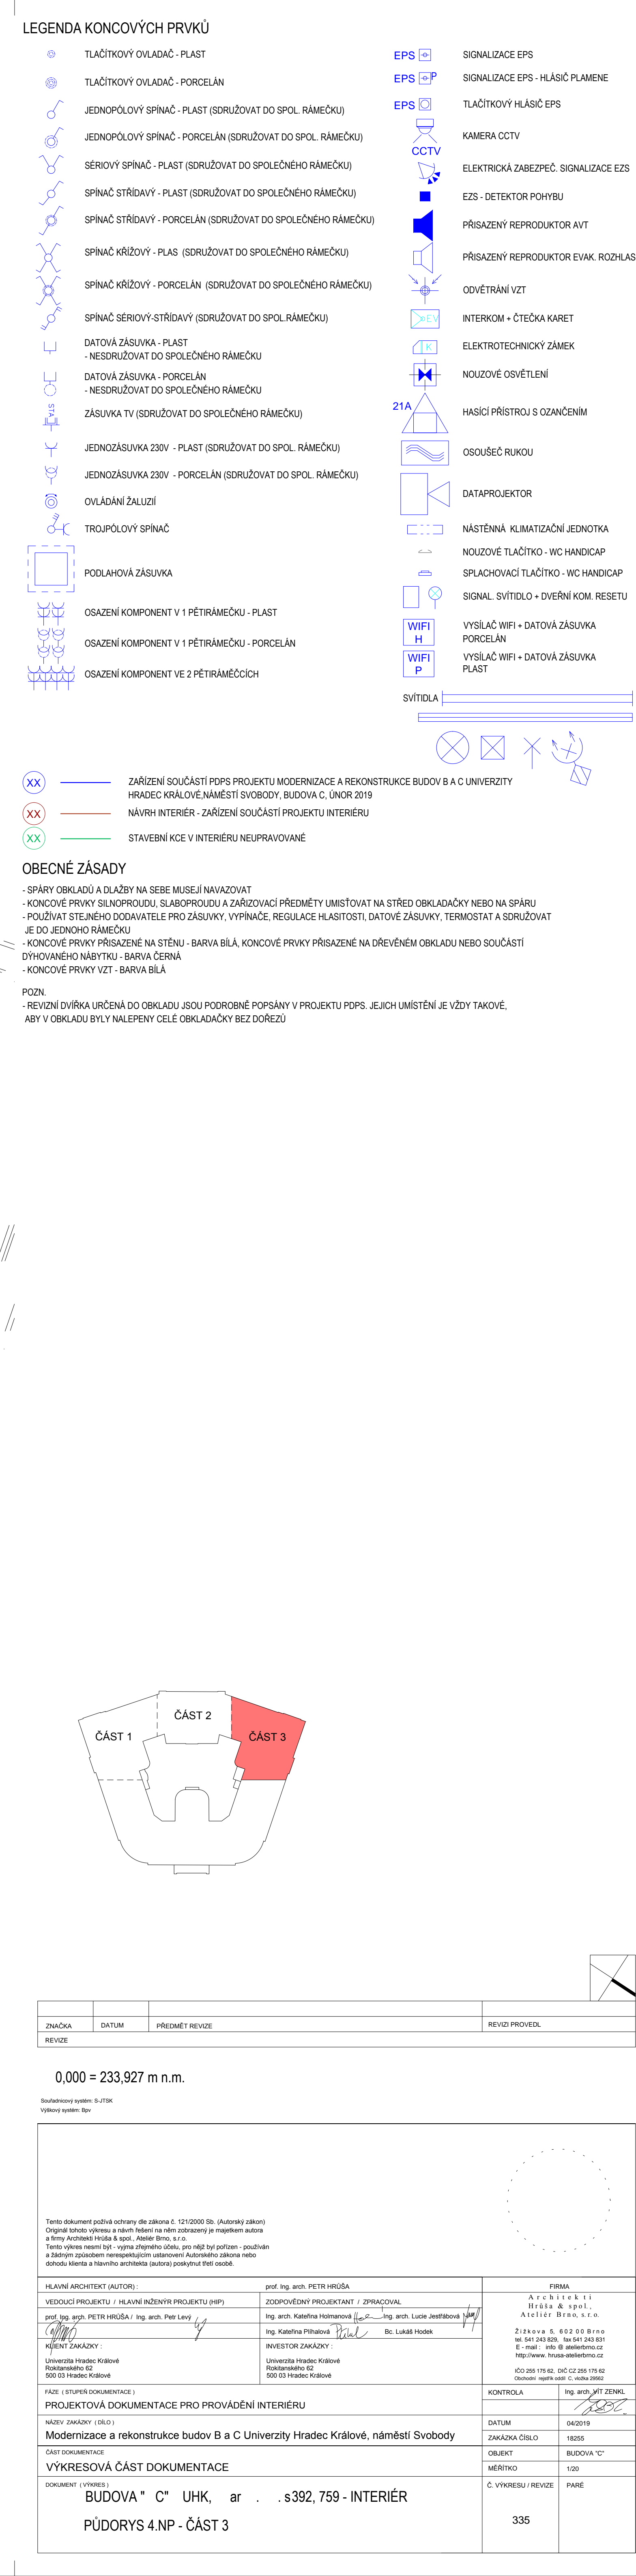 LEGENDA KONCOVÝCH PRVKŮ
TLAČÍTKOVÝ OVLADAČ - PLAST
TLAČÍTKOVÝ OVLADAČ - PORCELÁN
JEDNOPÓLOVÝ SPÍNAČ - PLAST (SDRUŽOVAT DO SPOL. RÁMEČKU)
JEDNOPÓLOVÝ SPÍNAČ - PORCELÁN (SDRUŽOVAT DO SPOL. RÁMEČKU)
SÉRIOVÝ SPÍNAČ - PLAST (SDRUŽOVAT DO SPOLEČNÉHO RÁMEČKU)
SPÍNAČ STŘÍDAVÝ - PLAST (SDRUŽOVAT DO SPOLEČNÉHO RÁMEČKU)
SPÍNAČ STŘÍDAVÝ - PORCELÁN (SDRUŽOVAT DO SPOLEČNÉHO RÁMEČKU)
SPÍNAČ KŘÍŽOVÝ - PLAS (SDRUŽOVAT DO SPOLEČNÉHO RÁMEČKU)
SPÍNAČ KŘÍŽOVÝ - PORCELÁN (SDRUŽOVAT DO SPOLEČNÉHO RÁMEČKU)
SPÍNAČ SÉRIOVÝ-STŘÍDAVÝ (SDRUŽOVAT DO SPOL.RÁMEČKU)
DATOVÁ ZÁSUVKA - PLAST
- NESDRUŽOVAT DO SPOLEČNÉHO RÁMEČKU
DATOVÁ ZÁSUVKA - PORCELÁN
- NESDRUŽOVAT DO SPOLEČNÉHO RÁMEČKU
STA
ZÁSUVKA TV (SDRUŽOVAT DO SPOLEČNÉHO RÁMEČKU)
JEDNOZÁSUVKA 230V - PLAST (SDRUŽOVAT DO SPOL. RÁMEČKU)
JEDNOZÁSUVKA 230V - PORCELÁN (SDRUŽOVAT DO SPOL. RÁMEČKU)
OVLÁDÁNÍ ŽALUZIÍ
TROJPÓLOVÝ SPÍNAČ
PODLAHOVÁ ZÁSUVKA
OSAZENÍ KOMPONENT V 1 PĚTIRÁMEČKU - PLAST
OSAZENÍ KOMPONENT V 1 PĚTIRÁMEČKU - PORCELÁN
OSAZENÍ KOMPONENT VE 2 PĚTIRÁMĚČCÍCH
EPS SIGNALIZACE EPS
EPS P SIGNALIZACE EPS - HLÁSIČ PLAMENE
EPS TLAČÍTKOVÝ HLÁSIČ EPS
KAMERA CCTV
CCTV
ELEKTRICKÁ ZABEZPEČ. SIGNALIZACE EZS
EZS - DETEKTOR POHYBU
PŘISAZENÝ REPRODUKTOR AVT
PŘISAZENÝ REPRODUKTOR EVAK. ROZHLAS
ODVĚTRÁNÍ VZT
EV INTERKOM + ČTEČKA KARET
K ELEKTROTECHNICKÝ ZÁMEK
NOUZOVÉ OSVĚTLENÍ
21A HASÍCÍ PŘÍSTROJ S OZANČENÍM
OSOUŠEČ RUKOU
DATAPROJEKTOR
NÁSTĚNNÁ KLIMATIZAČNÍ JEDNOTKA
NOUZOVÉ TLAČÍTKO - WC HANDICAP
SPLACHOVACÍ TLAČÍTKO - WC HANDICAP
SIGNAL. SVÍTIDLO + DVEŘNÍ KOM. RESETU
WIFI H VYSÍLAČ WIFI + DATOVÁ ZÁSUVKA
PORCELÁN
WIFI P VYSÍLAČ WIFI + DATOVÁ ZÁSUVKA
PLAST
SVÍTIDLA
XX ZAŘÍZENÍ SOUČÁSTÍ PDPS PROJEKTU MODERNIZACE A REKONSTRUKCE BUDOV B A C UNIVERZITY
HRADEC KRÁLOVÉ,NÁMĚSTÍ SVOBODY, BUDOVA C, ÚNOR 2019
XX NÁVRH INTERIÉR - ZAŘÍZENÍ SOUČÁSTÍ PROJEKTU INTERIÉRU
XX STAVEBNÍ KCE V INTERIÉRU NEUPRAVOVANÉ
OBECNÉ ZÁSADY
- SPÁRY OBKLADŮ A DLAŽBY NA SEBE MUSEJÍ NAVAZOVAT
- KONCOVÉ PRVKY SILNOPROUDU, SLABOPROUDU A ZAŘIZOVACÍ PŘEDMĚTY UMISŤOVAT NA STŘED OBKLADAČKY NEBO NA SPÁRU
- POUŽÍVAT STEJNÉHO DODAVATELE PRO ZÁSUVKY, VYPÍNAČE, REGULACE HLASITOSTI, DATOVÉ ZÁSUVKY, TERMOSTAT A SDRUŽOVAT
JE DO JEDNOHO RÁMEČKU
- KONCOVÉ PRVKY PŘISAZENÉ NA STĚNU - BARVA BÍLÁ, KONCOVÉ PRVKY PŘISAZENÉ NA DŘEVĚNÉM OBKLADU NEBO SOUČÁSTÍ
DÝHOVANÉHO NÁBYTKU - BARVA ČERNÁ
- KONCOVÉ PRVKY VZT - BARVA BÍLÁ
POZN.
- REVIZNÍ DVÍŘKA URČENÁ DO OBKLADU JSOU PODROBNĚ POPSÁNY V PROJEKTU PDPS. JEJICH UMÍSTĚNÍ JE VŽDY TAKOVÉ,
ABY V OBKLADU BYLY NALEPENY CELÉ OBKLADAČKY BEZ DOŘEZŮ
ČÁST 1
ČÁST 2
ČÁST 3
ZNAČKA DATUM PŘEDMĚT REVIZE REVIZI PROVEDL
REVIZE
0,000 = 233,927 m n.m.
Souřadnicový systém: S-JTSK
Výškový systém: Bpv
Tento dokument požívá ochrany dle zákona č. 121/2000 Sb. (Autorský zákon)
Originál tohoto výkresu a návrh řešení na něm zobrazený je majetkem autora
a firmy Architekti Hrůša & spol., Ateliér Brno, s.r.o.
Tento výkres nesmí být - vyjma zřejmého účelu, pro nějž byl pořízen - používán
a žádným způsobem nerespektujícím ustanovení Autorského zákona nebo
dohodu klienta a hlavního architekta (autora) poskytnut třetí osobě.
HLAVNÍ ARCHITEKT (AUTOR) : prof. Ing. arch. PETR HRŮŠA
VEDOUCÍ PROJEKTU / HLAVNÍ INŽENÝR PROJEKTU (HIP) ZODPOVĚDNÝ PROJEKTANT / ZPRACOVAL
prof. Ing. arch. PETR HRŮŠA / Ing. arch. Petr Levý Ing. arch. Kateřina Holmanová Ing. arch. Lucie Jestřábová
Ing. Kateřina Plíhalová Bc. Lukáš Hodek
KLIENT ZAKÁZKY : INVESTOR ZAKÁZKY :
Univerzita Hradec Králové Univerzita Hradec Králové
Rokitanského 62 Rokitanského 62
500 03 Hradec Králové 500 03 Hradec Králové
FIRMA
Architekti
Hrůša & spol.,
Ateliér Brno, s.r.o.
Žižkova 5, 602 00 Brno
tel. 541 243 829, fax 541 243 831
E - mail : info @ atelierbrno.cz
http://www. hrusa-atelierbrno.cz
IČO 255 175 62, DIČ CZ 255 175 62
Obchodní rejstřík oddíl C, vložka 29562
FÁZE ( STUPEŇ DOKUMENTACE )
PROJEKTOVÁ DOKUMENTACE PRO PROVÁDĚNÍ INTERIÉRU
KONTROLA Ing. arch. VÍT ZENKL
NÁZEV ZAKÁZKY ( DÍLO )
Modernizace a rekonstrukce budov B a C Univerzity Hradec Králové, náměstí Svobody
DATUM 04/2019
ZAKÁZKA ČÍSLO 18255
ČÁST DOKUMENTACE
VÝKRESOVÁ ČÁST DOKUMENTACE
OBJEKT BUDOVA "C"
MĚŘÍTKO 1/20
DOKUMENT ( VÝKRES )
BUDOVA " C" UHK, ar . . s392, 759 - INTERIÉR
PŮDORYS 4.NP - ČÁST 3
Č. VÝKRESU / REVIZE PARÉ
335